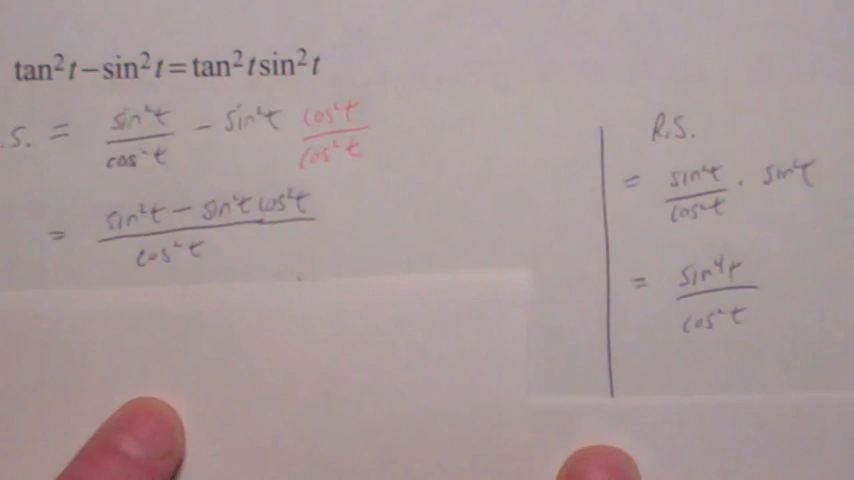 tan²t−sin²t=tan²t sin²t
.S. = sin²t/cos²t − sin²t cos²t/cos²t
= (sin²t − sin²t cos²t)/cos²t
R.S.
= sin²t/cos²t · sin²t
= sin⁴t/cos²t